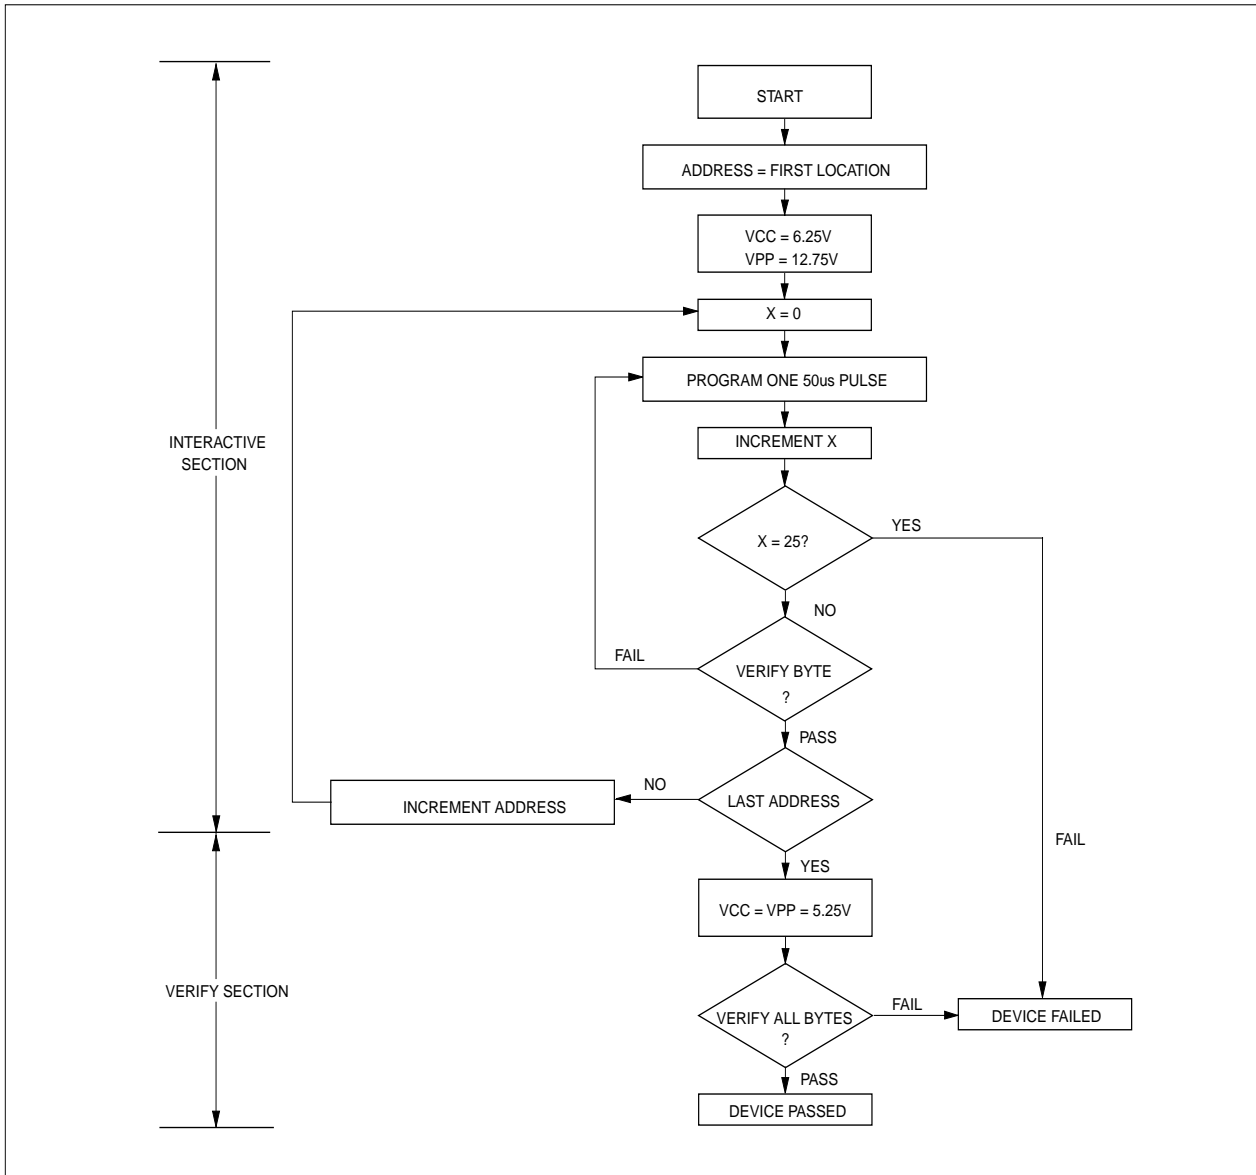 START
ADDRESS = FIRST LOCATION
VCC = 6.25V
VPP = 12.75V
X = 0
PROGRAM ONE 50us PULSE
INTERACTIVE
SECTION
INCREMENT X
X = 25?
YES
NO
FAIL
VERIFY BYTE
?
PASS
NO
INCREMENT ADDRESS
LAST ADDRESS
FAIL
YES
VCC = VPP = 5.25V
VERIFY SECTION
VERIFY ALL BYTES
?
FAIL
DEVICE FAILED
PASS
DEVICE PASSED